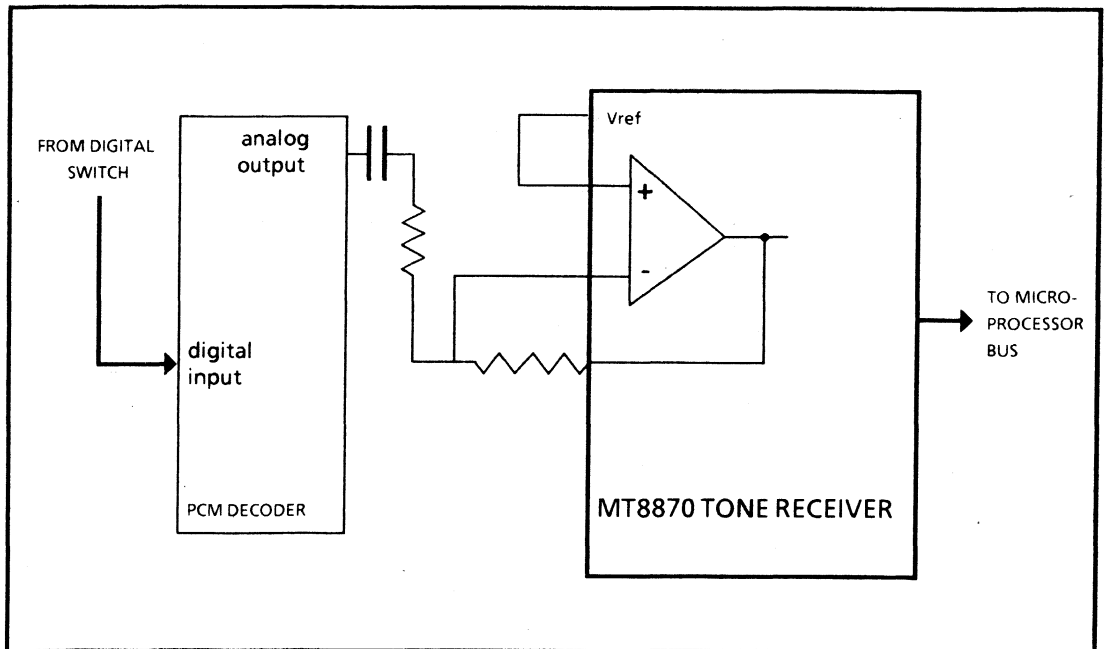 FROM DIGITAL
SWITCH
analog
output
digital
input
PCM DECODER
Vref
+
-
MT8870 TONE RECEIVER
TO MICRO-
PROCESSOR
BUS